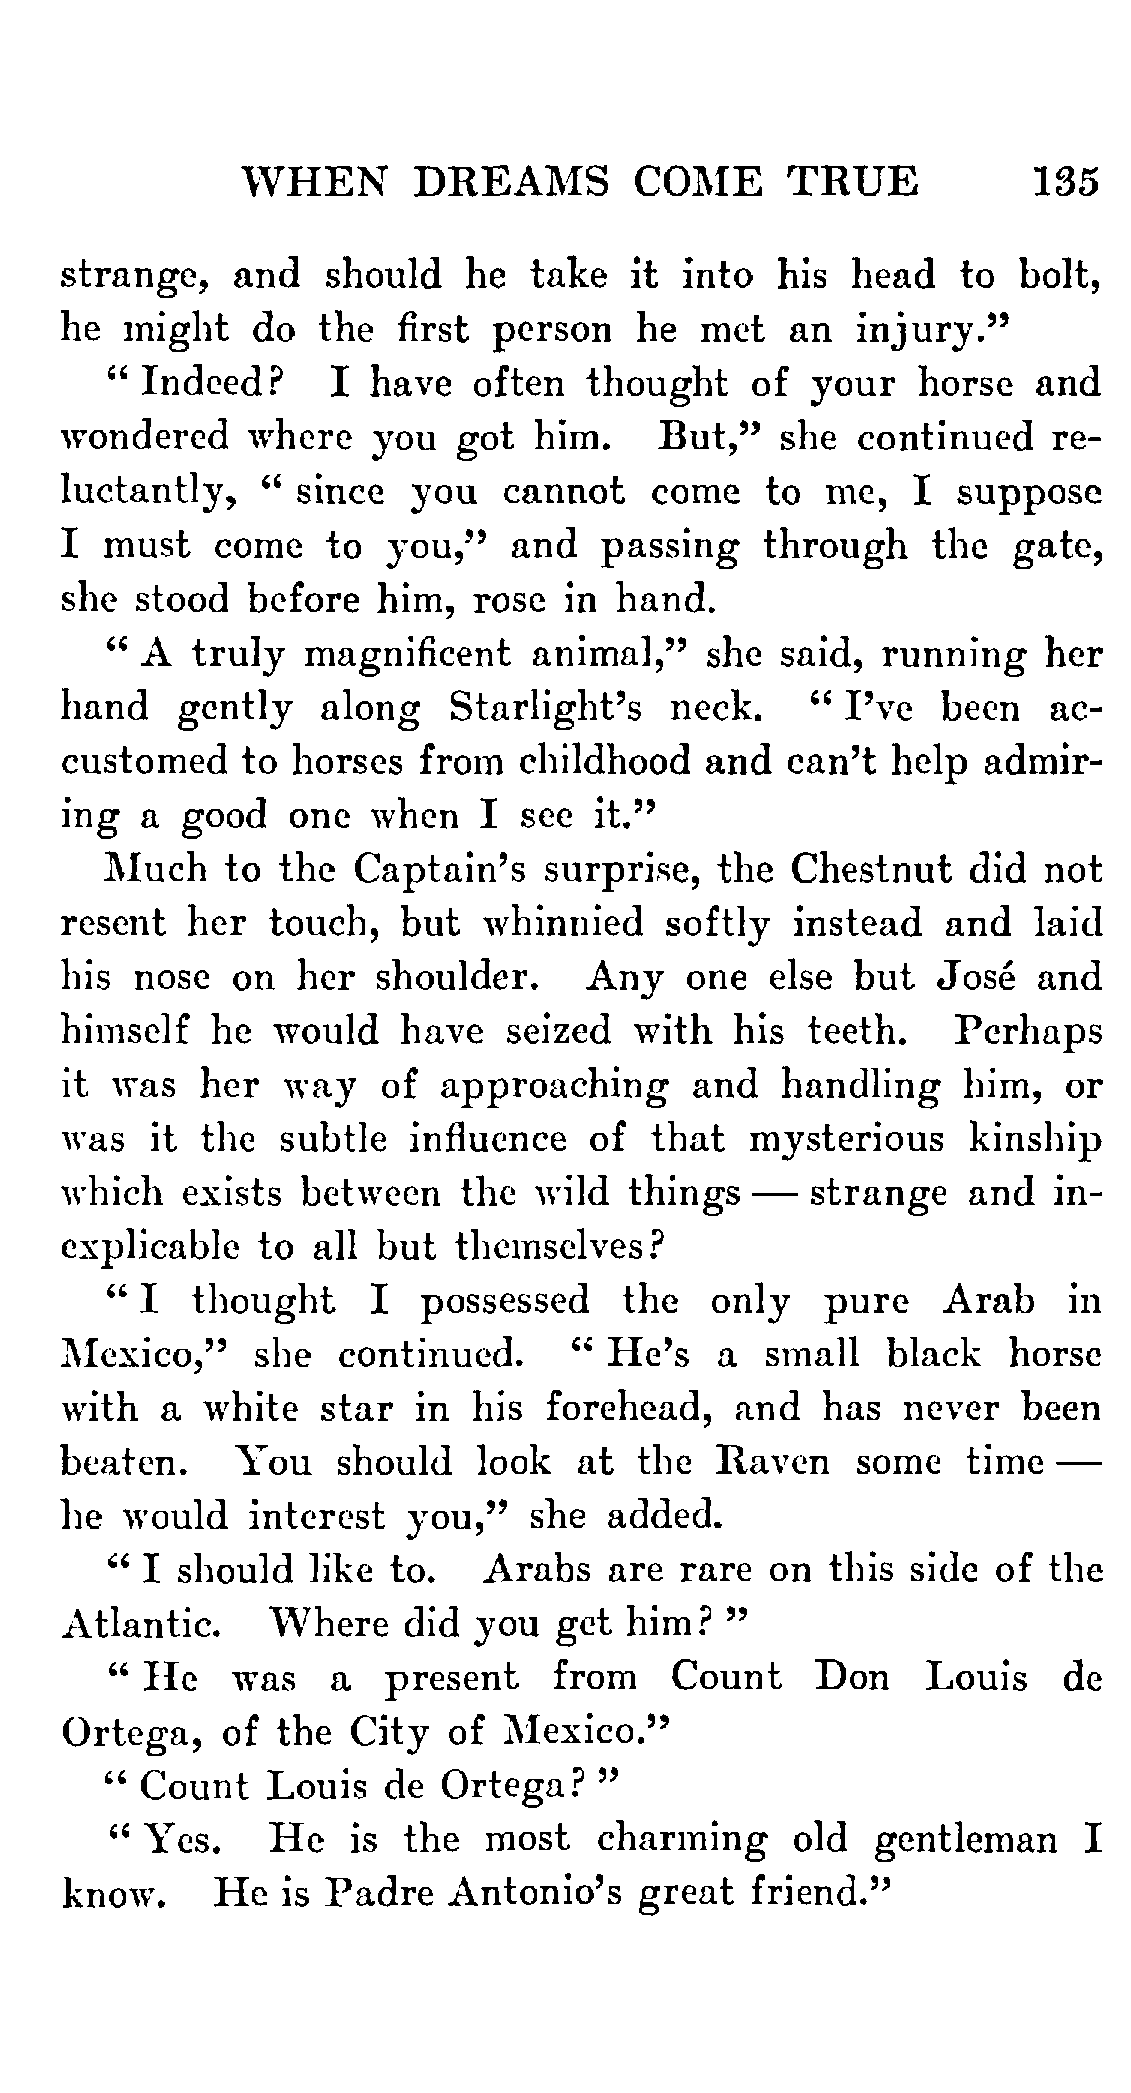 WHEN DREAMS COME TRUE 135
strange, and should he take it into his head to bolt,
he might do the first person he met an injury."
"Indeed? I have often thought of your horse and
wondered where you got him. But," she continued re-
luctantly, "since you cannot come to me, I suppose
I must come to you," and passing through the gate,
she stood before him, rose in hand.
"A truly magnificent animal," she said, running her
hand gently along Starlight's neck. "I've been ac-
customed to horses from childhood and can't help admir-
ing a good one when I see it."
Much to the Captain's surprise, the Chestnut did not
resent her touch, but whinnied softly instead and laid
his nose on her shoulder. Any one else but José and
himself he would have seized with his teeth. Perhaps
it was her way of approaching and handling him, or
was it the subtle influence of that mysterious kinship
which exists between the wild things — strange and in-
explicable to all but themselves?
"I thought I possessed the only pure Arab in
Mexico," she continued. "He's a small black horse
with a white star in his forehead, and has never been
beaten. You should look at the Raven some time —
he would interest you," she added.
"I should like to. Arabs are rare on this side of the
Atlantic. Where did you get him?"
"He was a present from Count Don Louis de
Ortega, of the City of Mexico."
"Count Louis de Ortega?"
"Yes. He is the most charming old gentleman I
know. He is Padre Antonio's great friend."